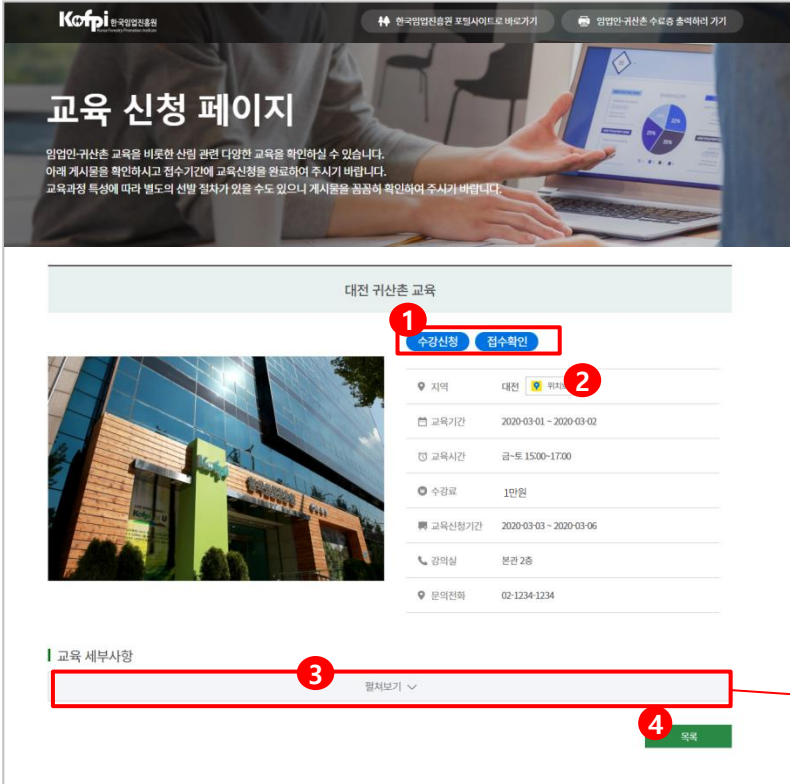 Kofpi 한국임업진흥원
Korea Forestry Promotion Institute
한국임업진흥원 포털사이트로 바로가기
임업인·귀산촌 수료증 출력하러 가기
교육 신청 페이지
임업인·귀산촌 교육을 비롯한 산림 관련 다양한 교육을 확인하실 수 있습니다.
아래 게시물을 확인하시고 접수기간에 교육신청을 완료하여 주시기 바랍니다.
교육과정 특성에 따라 별도의 선발 절차가 있을 수도 있으니 게시물을 꼼꼼히 확인하여 주시기 바랍니다.
대전 귀산촌 교육
1
수강신청 접수확인
지역 대전 2
교육기간 2020-03-01 ~ 2020-03-02
교육시간 금~토 15:00~17:00
수강료 1만원
교육신청기간 2020-03-03 ~ 2020-03-06
강의실 본관 2층
문의전화 02-1234-1234
Kofpi
한국임업진흥원
교육 세부사항
3
펼쳐보기
4
목록